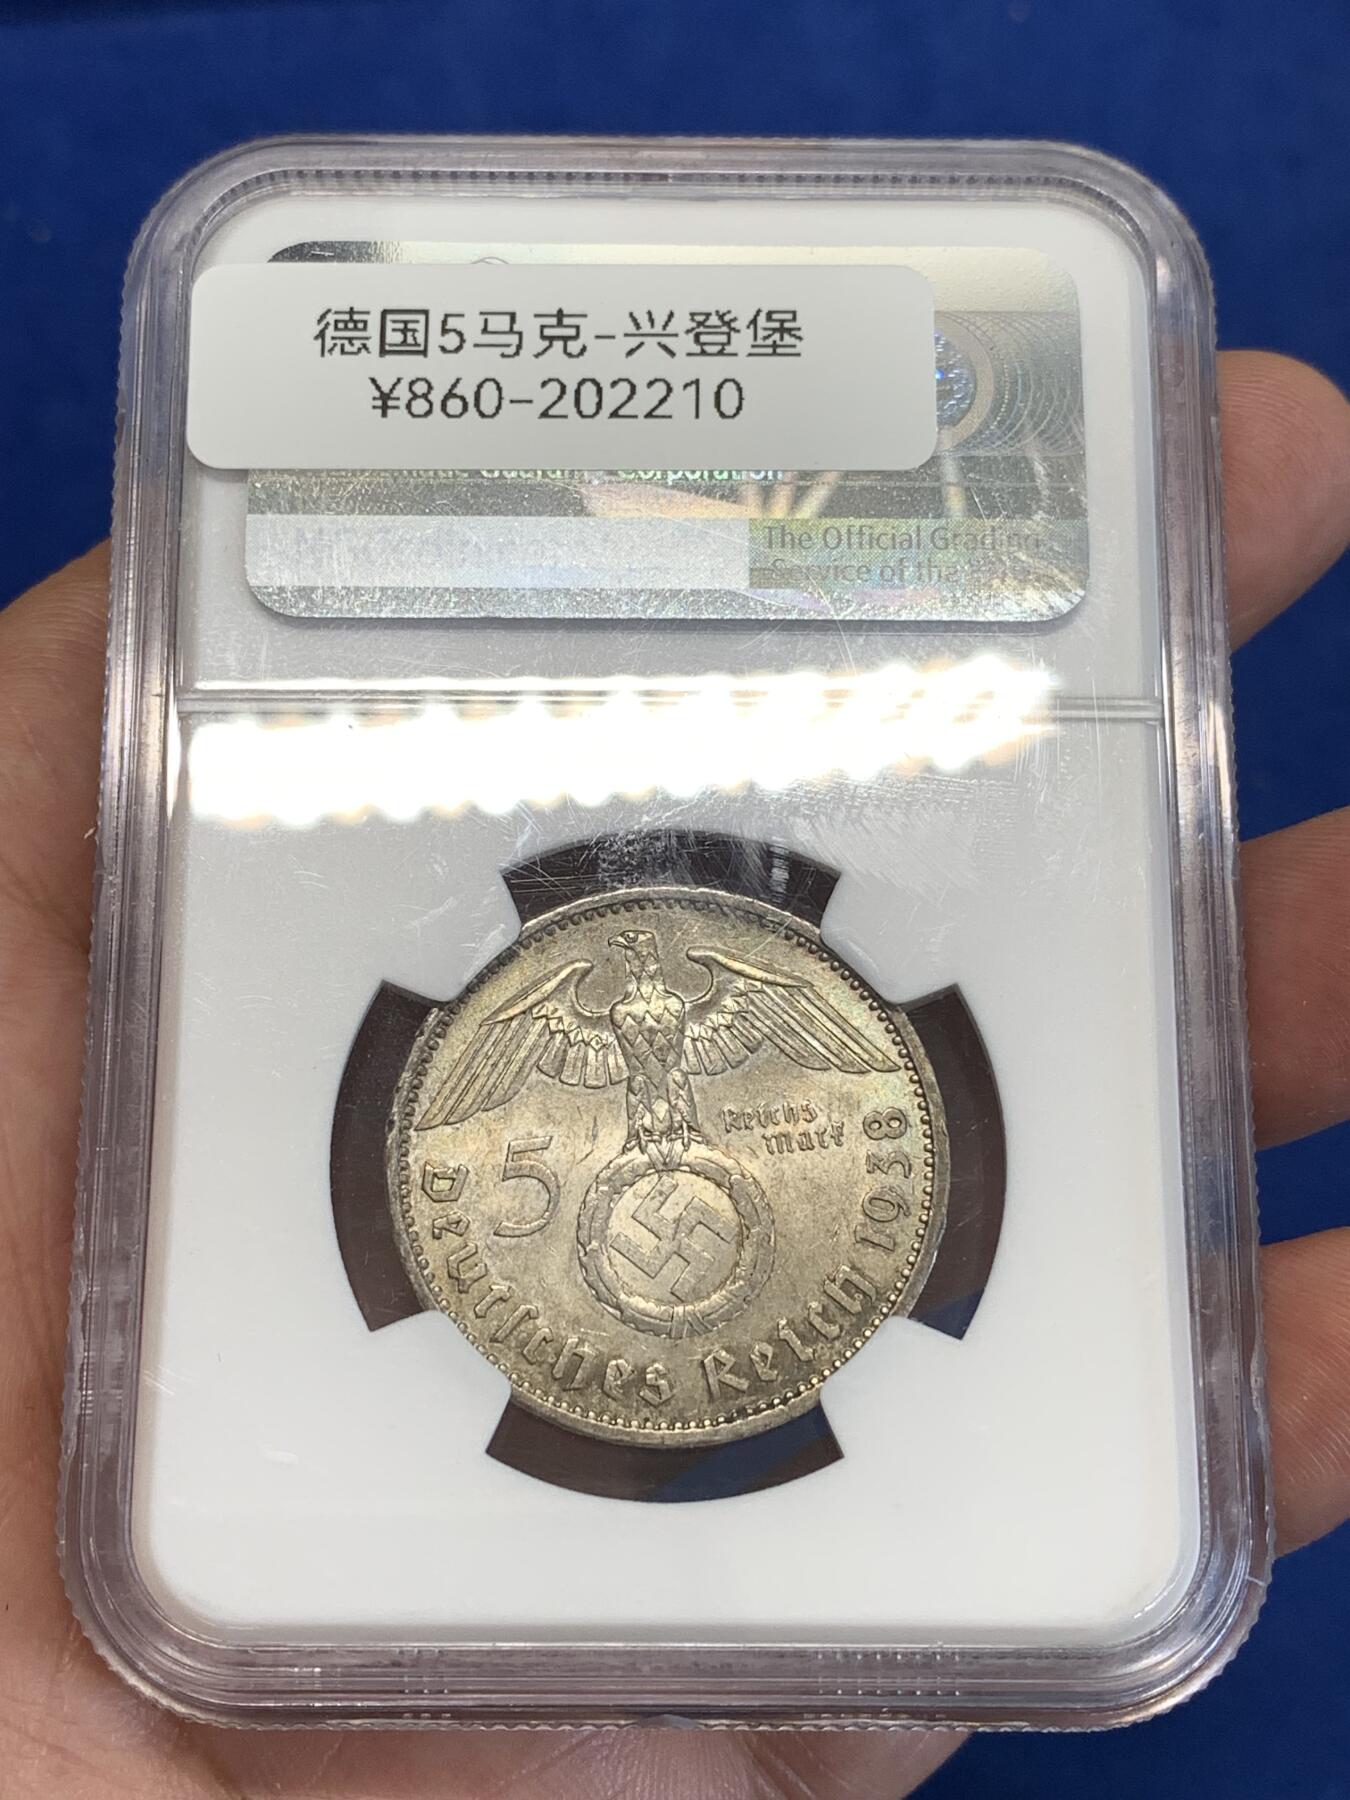 德国5马克-兴登堡
¥860-202210
Corporation
The Official Grading
Service of the
5
Reichs
Mark
Deutsches Reich 1938